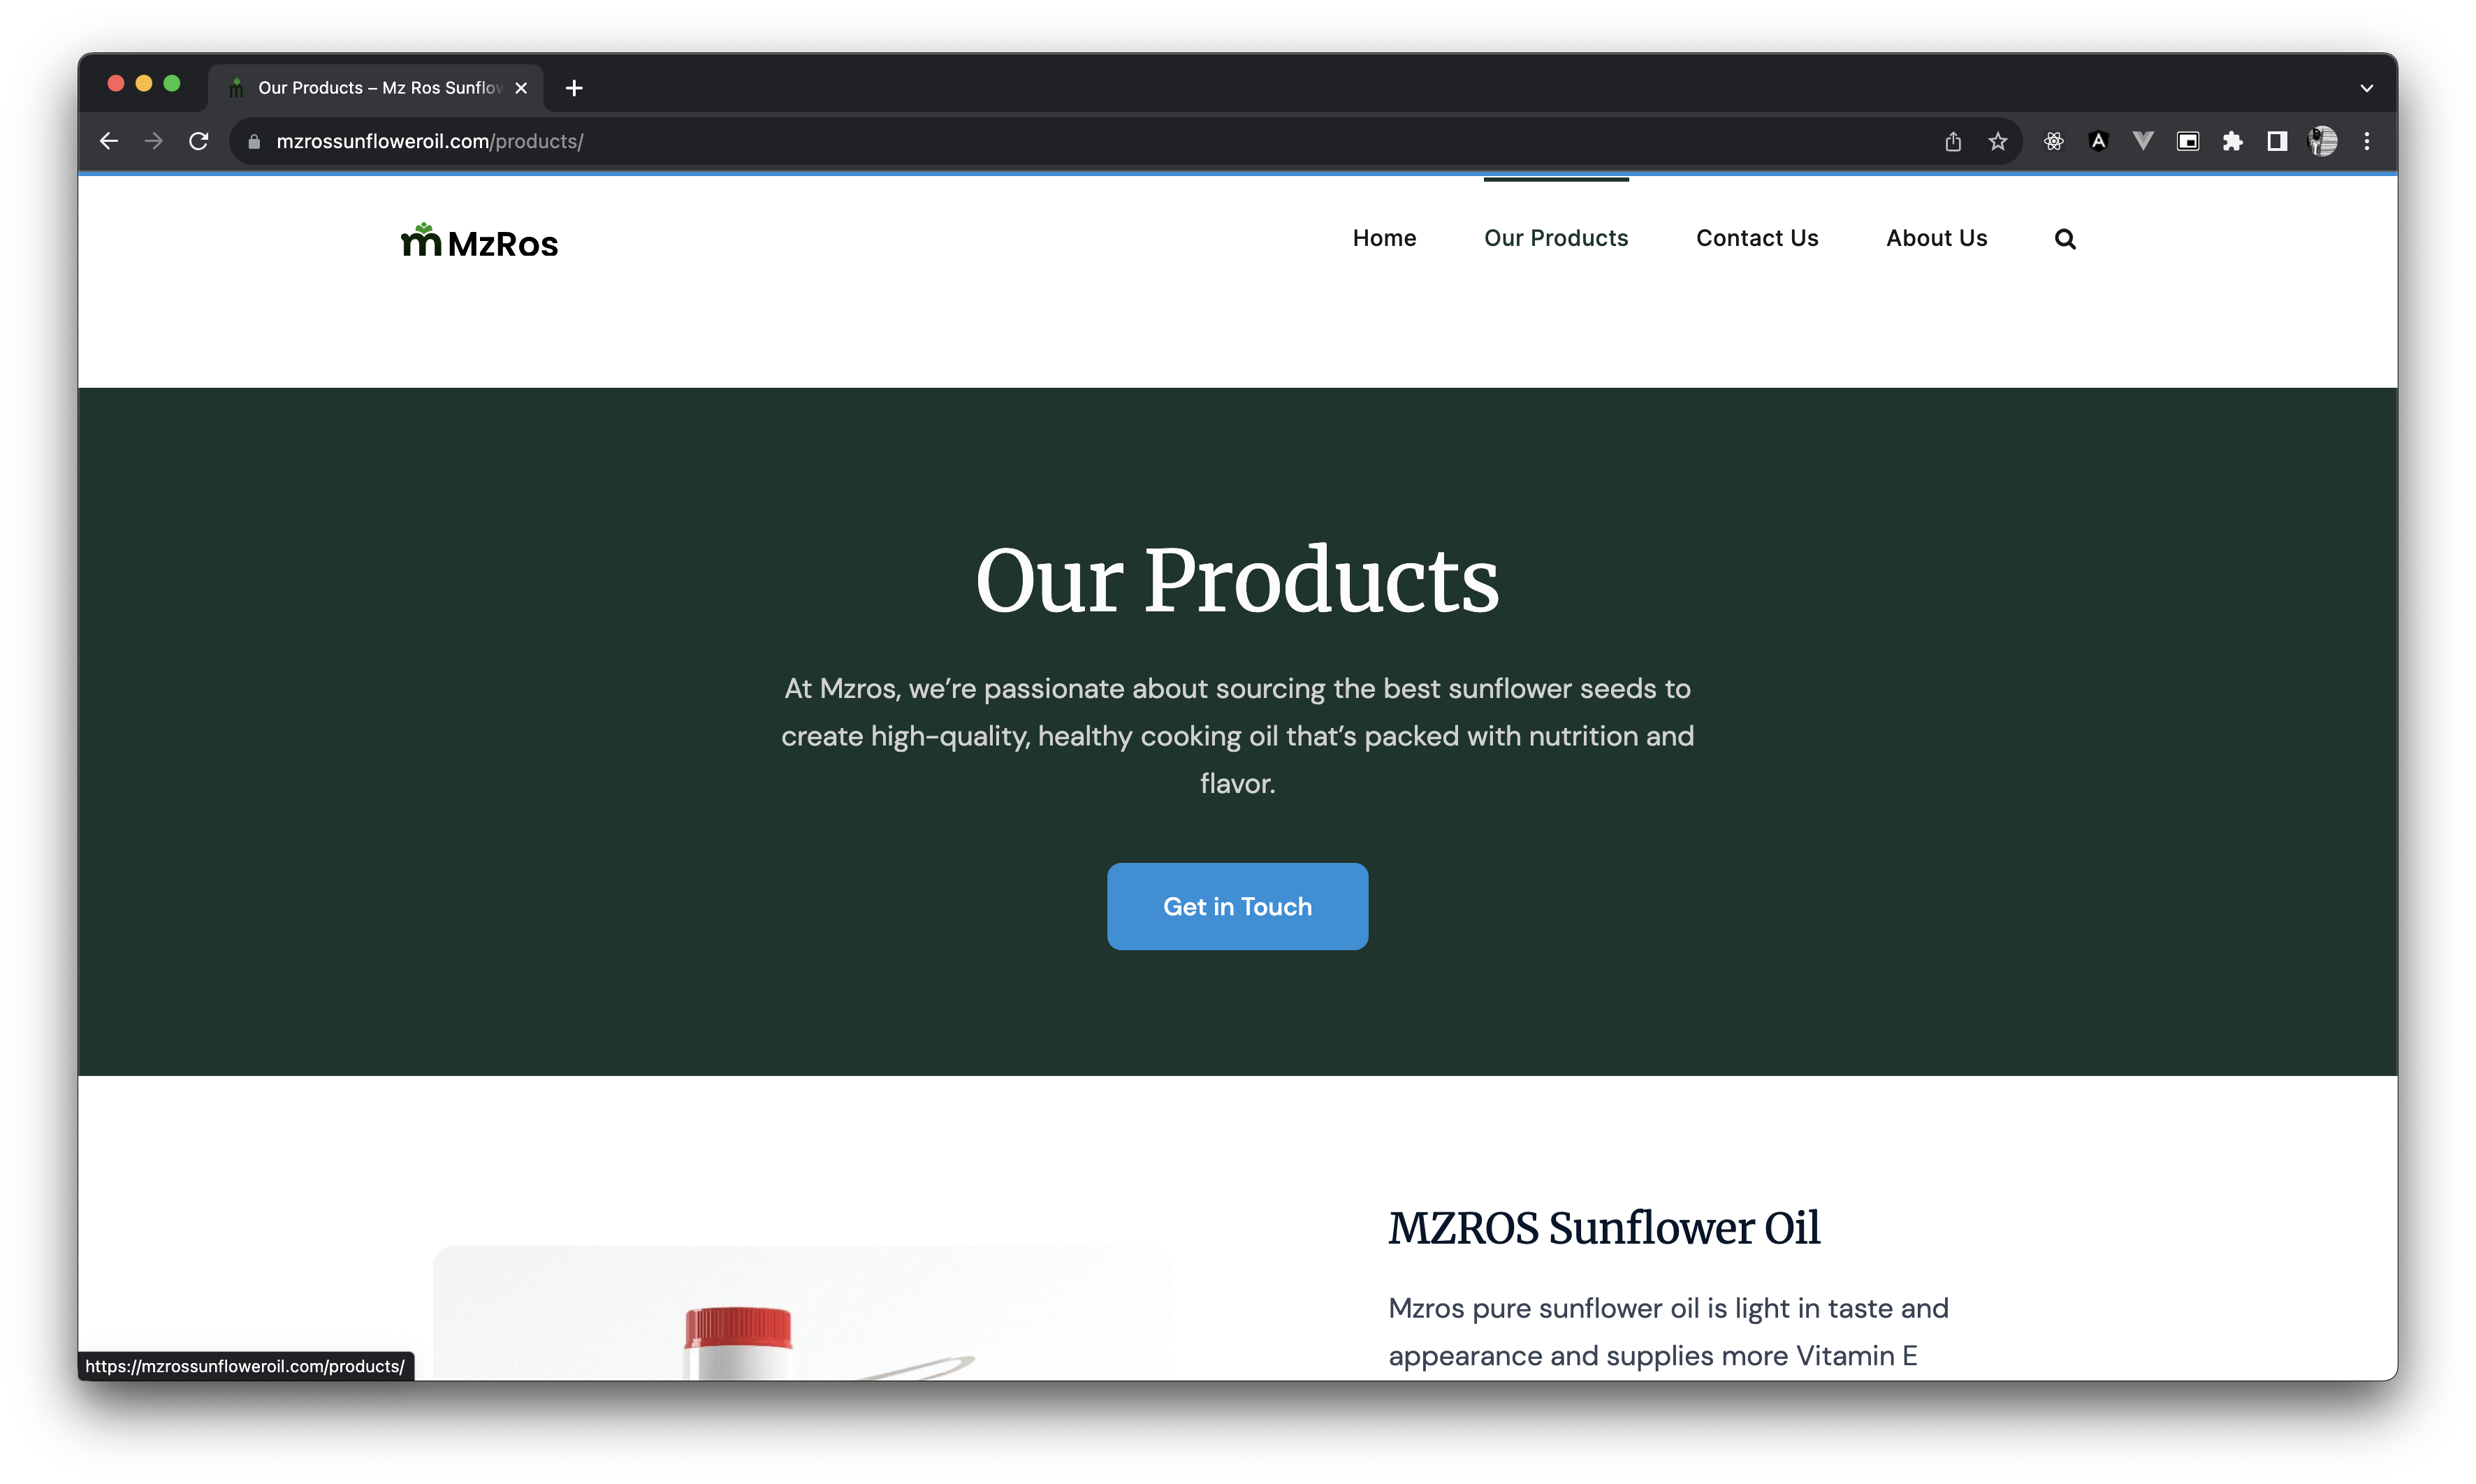 Our Products – Mz Ros Sunflow
mzrossunfloweroil.com/products/
MzRos
Home
Our Products
Contact Us
About Us
Our Products
At Mzros, we’re passionate about sourcing the best sunflower seeds to
create high-quality, healthy cooking oil that’s packed with nutrition and
flavor.
Get in Touch
MZROS Sunflower Oil
Mzros pure sunflower oil is light in taste and
appearance and supplies more Vitamin E
https://mzrossunfloweroil.com/products/